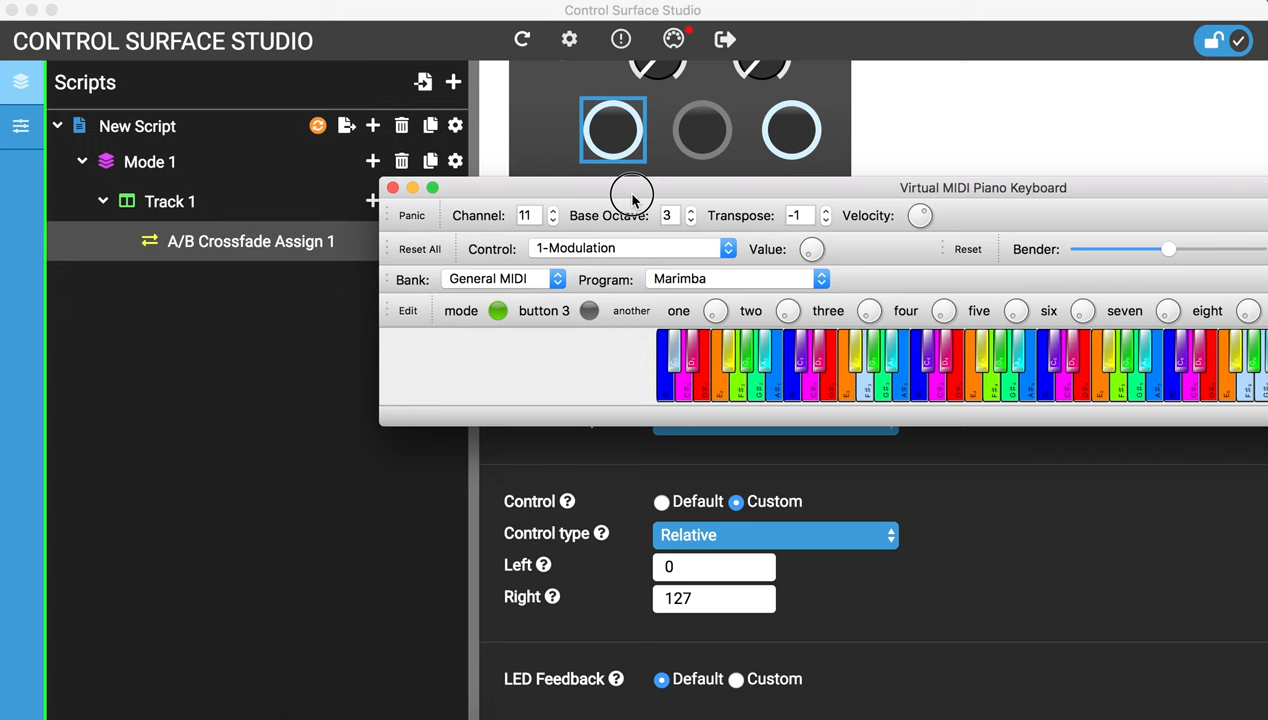 Control Surface Studio
CONTROL SURFACE STUDIO
Scripts
New Script
Mode 1
Track 1
A/B Crossfade Assign 1
Virtual MIDI Piano Keyboard
Panic Channel: 11 Base Octave: 3 Transpose: -1 Velocity:
Reset All Control: 1-Modulation Value: Reset Bender:
Bank: General MIDI Program: Marimba
Edit mode button 3 another one two three four five six seven eight
Control Default Custom
Control type Relative
Left 0
Right 127
LED Feedback Default Custom